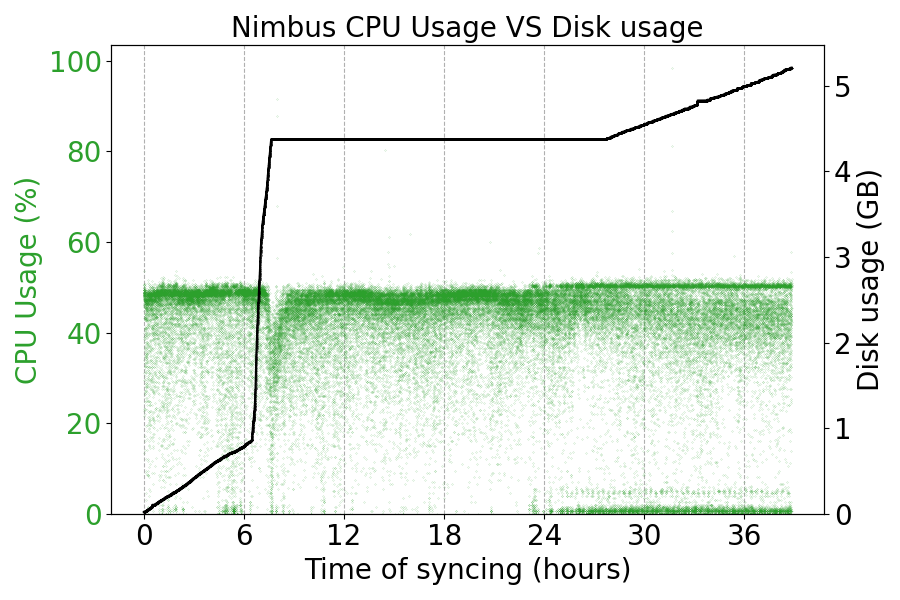 Nimbus CPU Usage VS Disk usage
100
80
60
40
20
0
CPU Usage (%)
5
4
3
2
1
0
Disk usage (GB)
0 6 12 18 24 30 36
Time of syncing (hours)